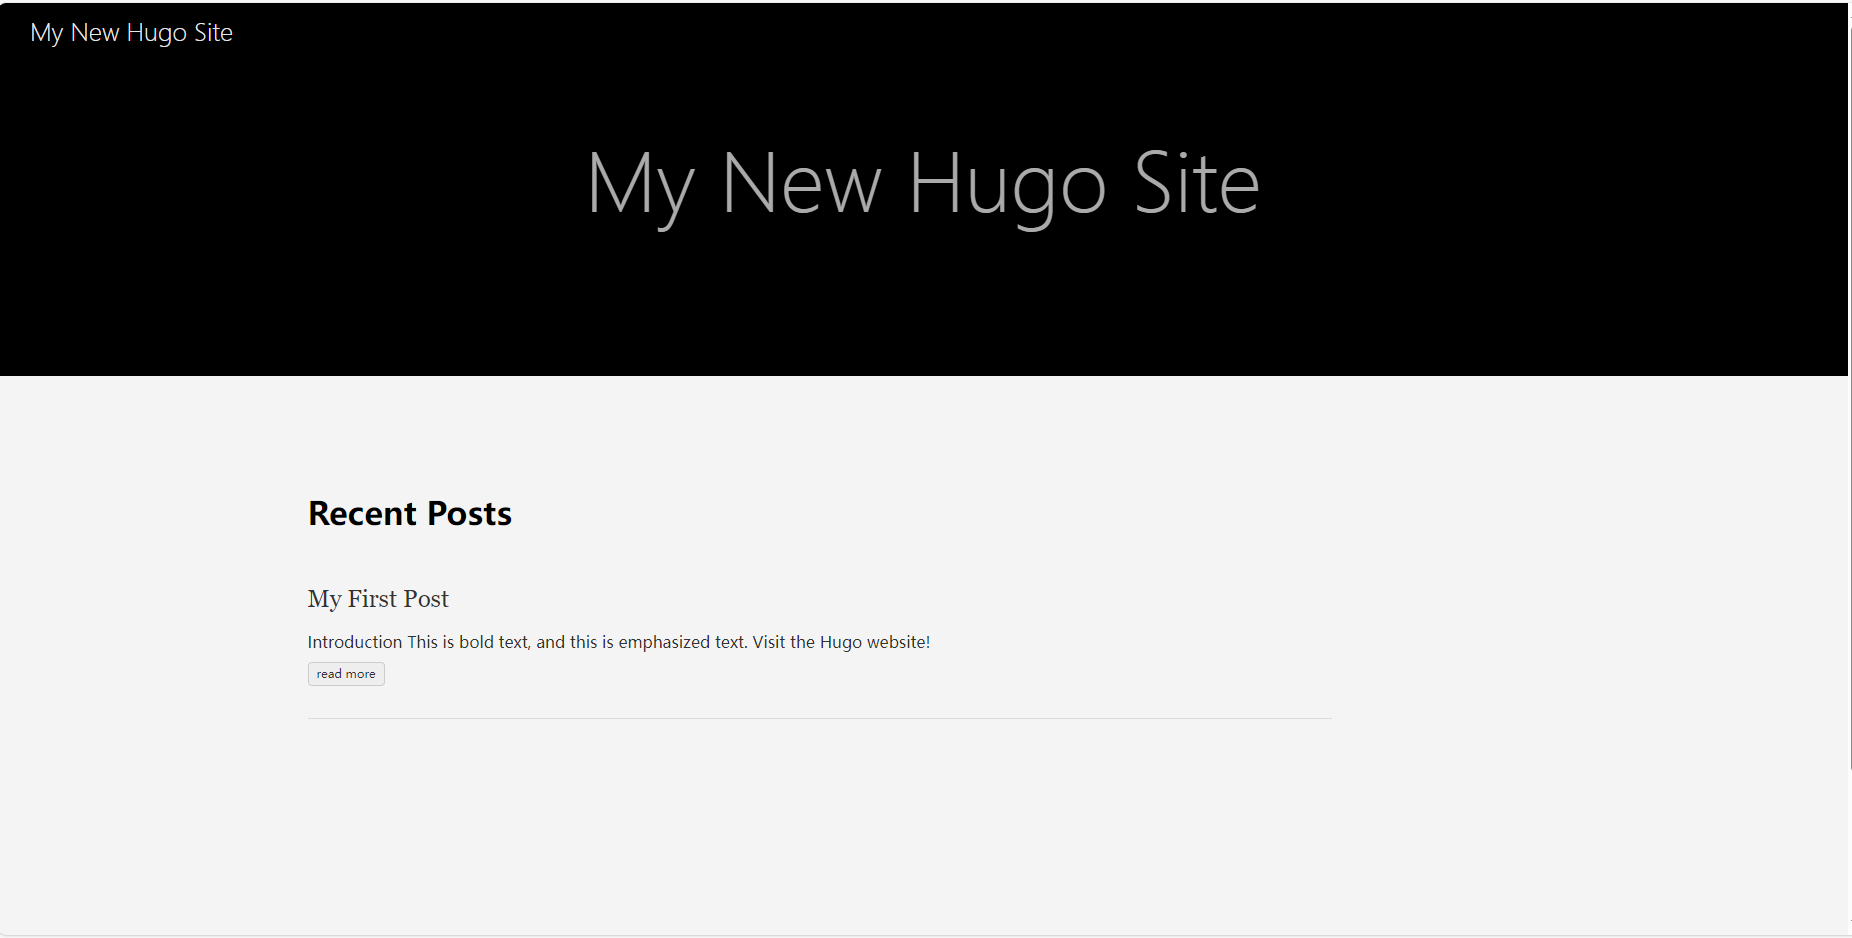 My New Hugo Site
My New Hugo Site
Recent Posts
My First Post
Introduction This is bold text, and this is emphasized text. Visit the Hugo website!
read more